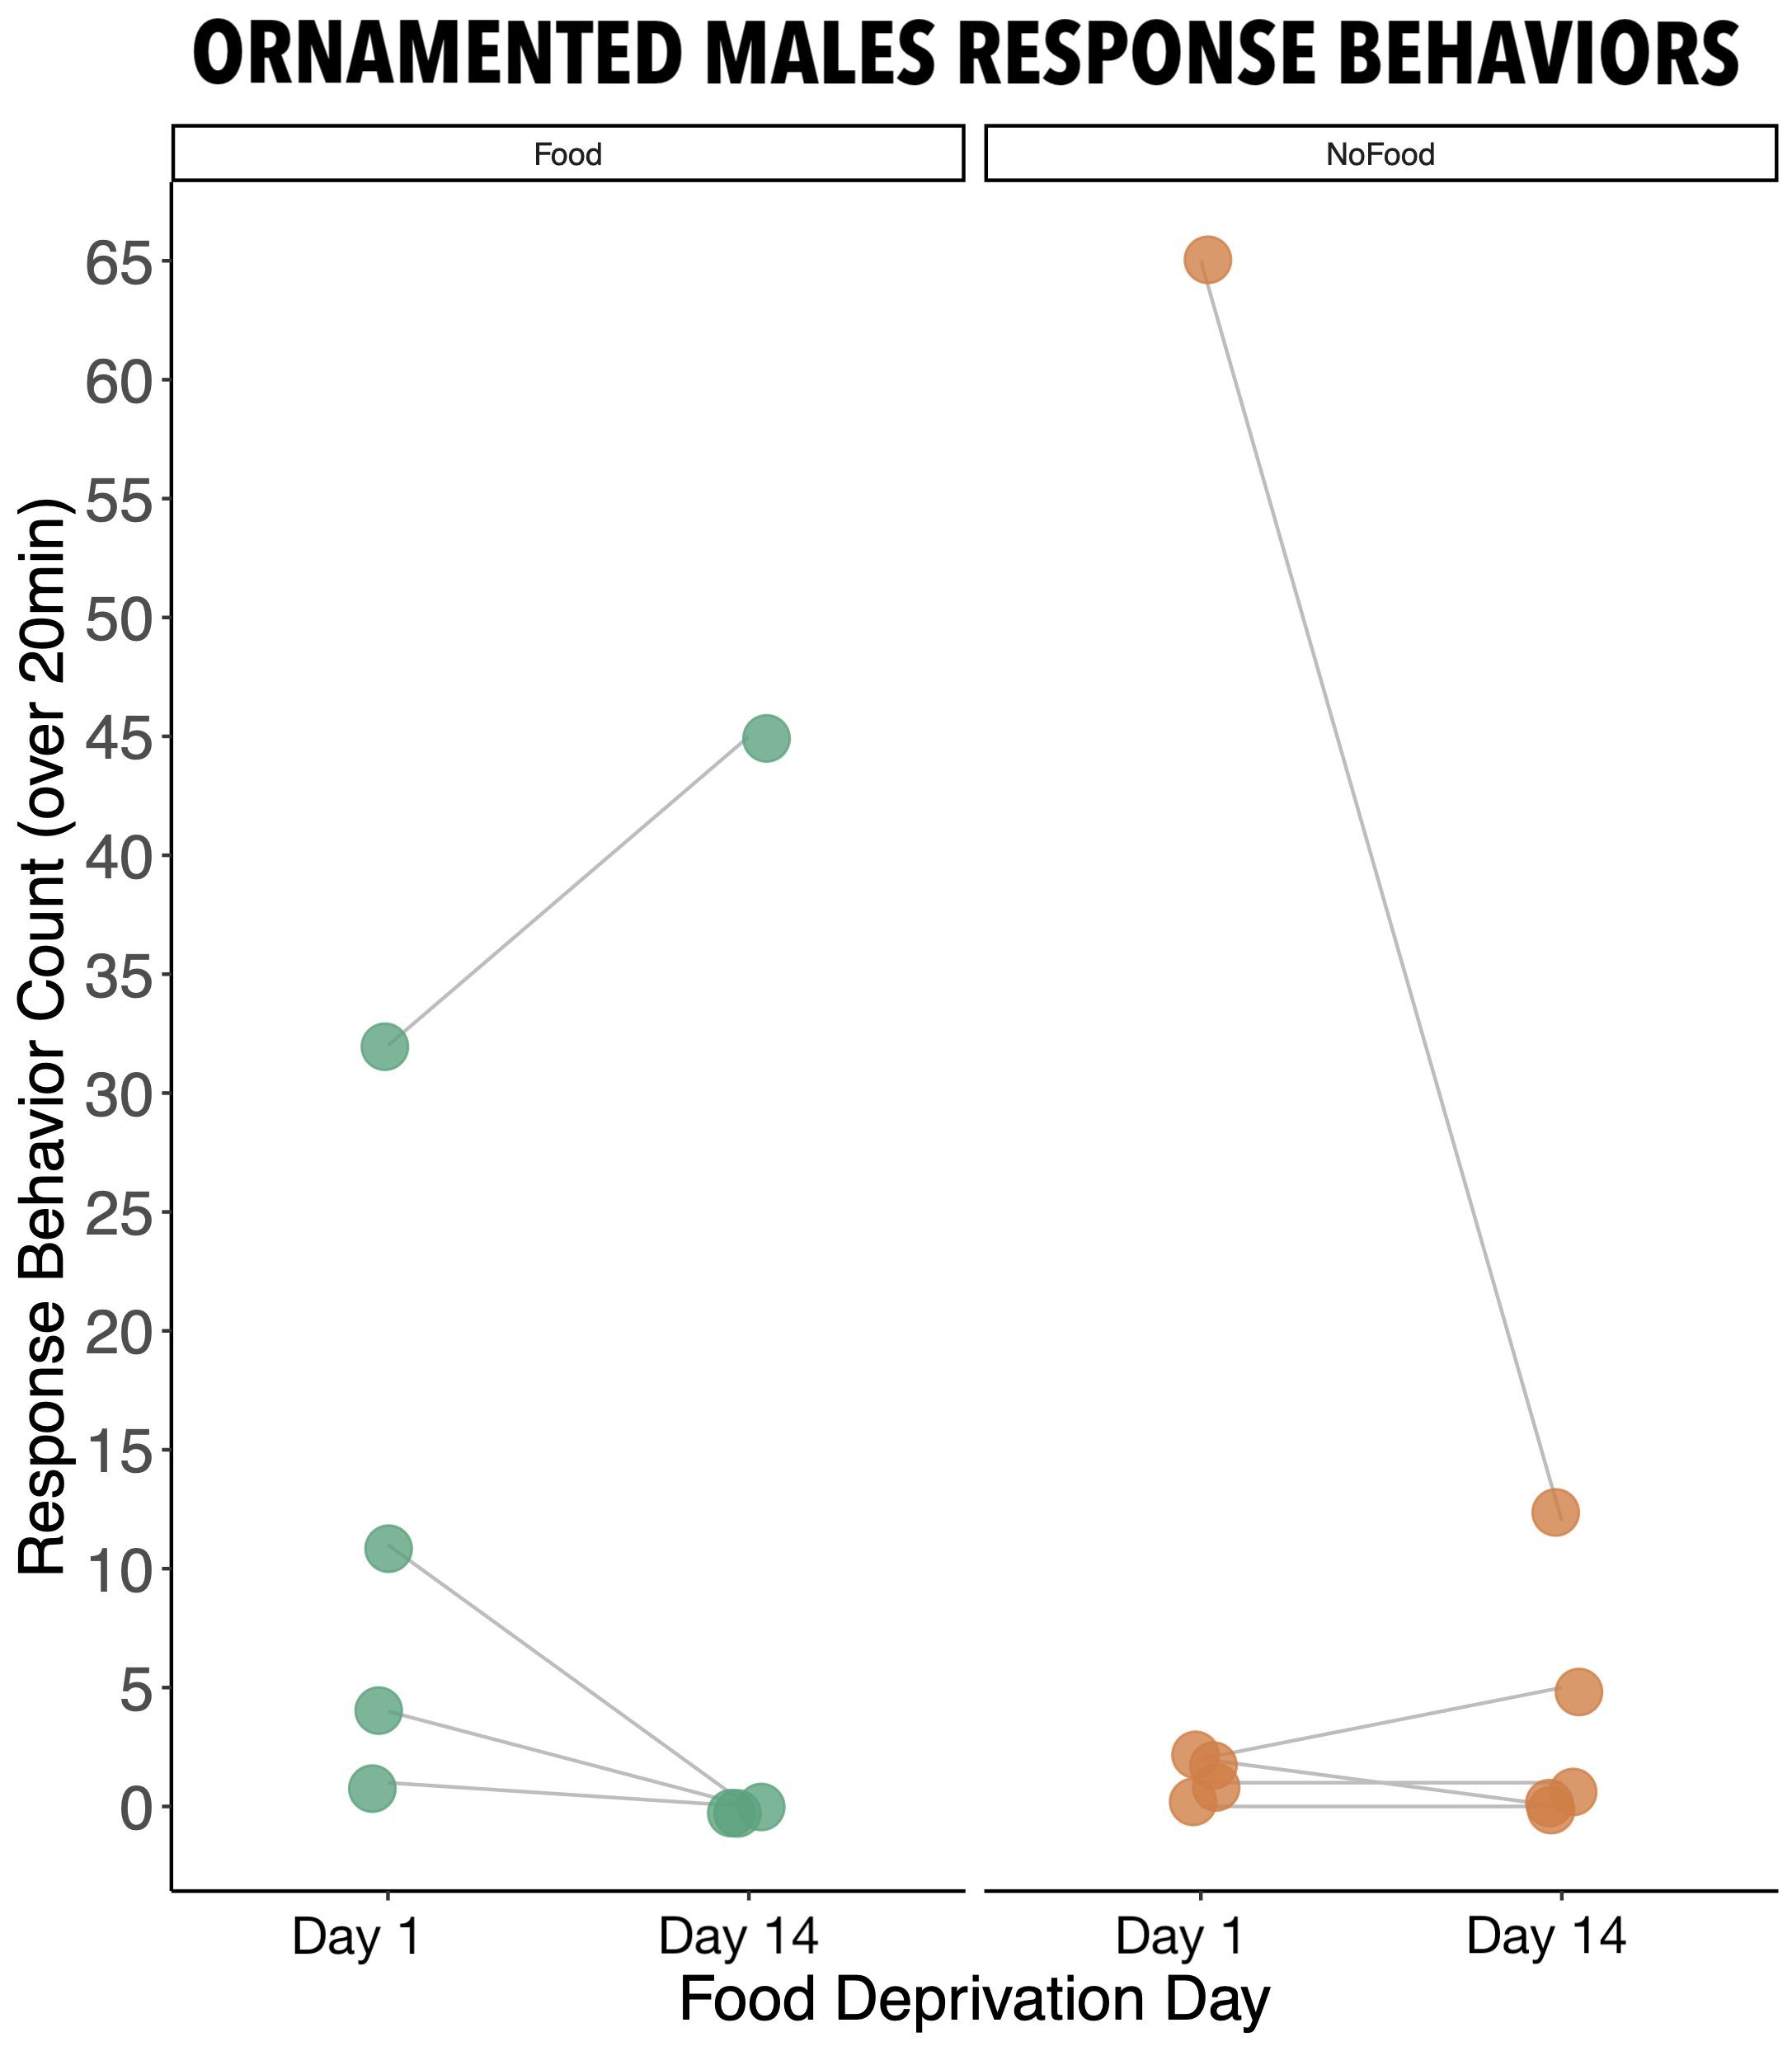 ORNAMENTED MALES RESPONSE BEHAVIORS
Food
NoFood
Response Behavior Count (over 20min)
65
60
55
50
45
40
35
30
25
20
15
10
5
0
Day 1
Day 14
Day 1
Day 14
Food Deprivation Day